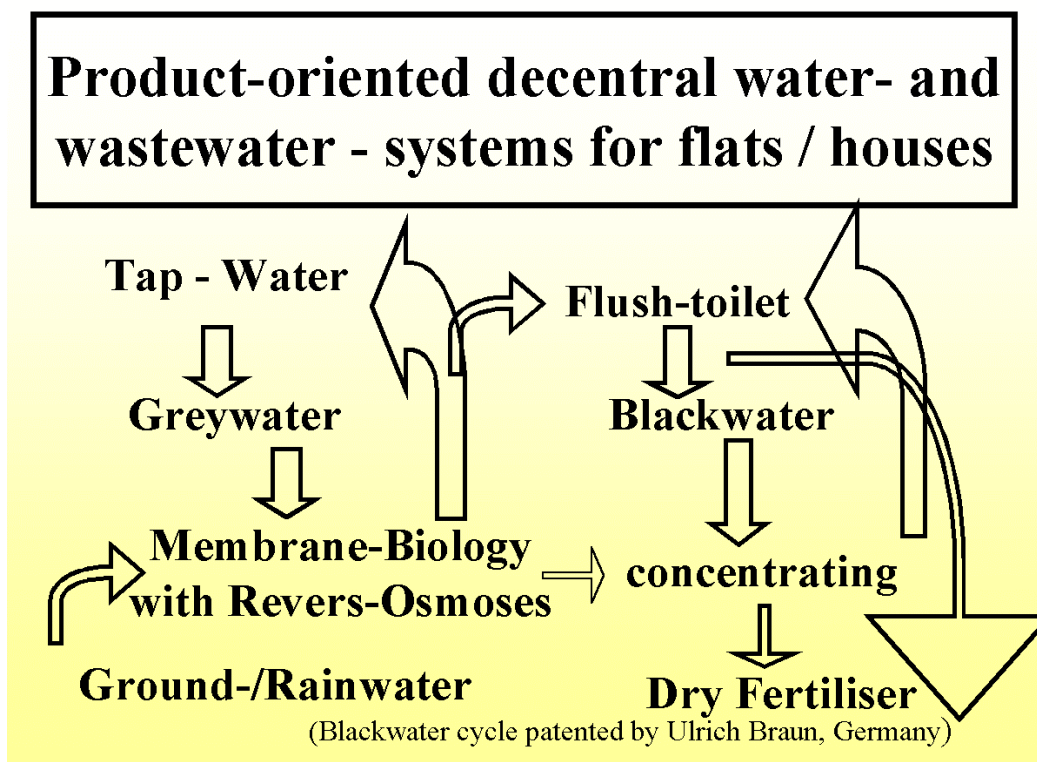 Product-oriented decentral water- and
wastewater - systems for flats / houses
Tap - Water
Flush-toilet
Greywater
Blackwater
Membrane-Biology
with Revers-Osmoses
concentrating
Ground-/Rainwater
Dry Fertiliser
(Blackwater cycle patented by Ulrich Braun, Germany)